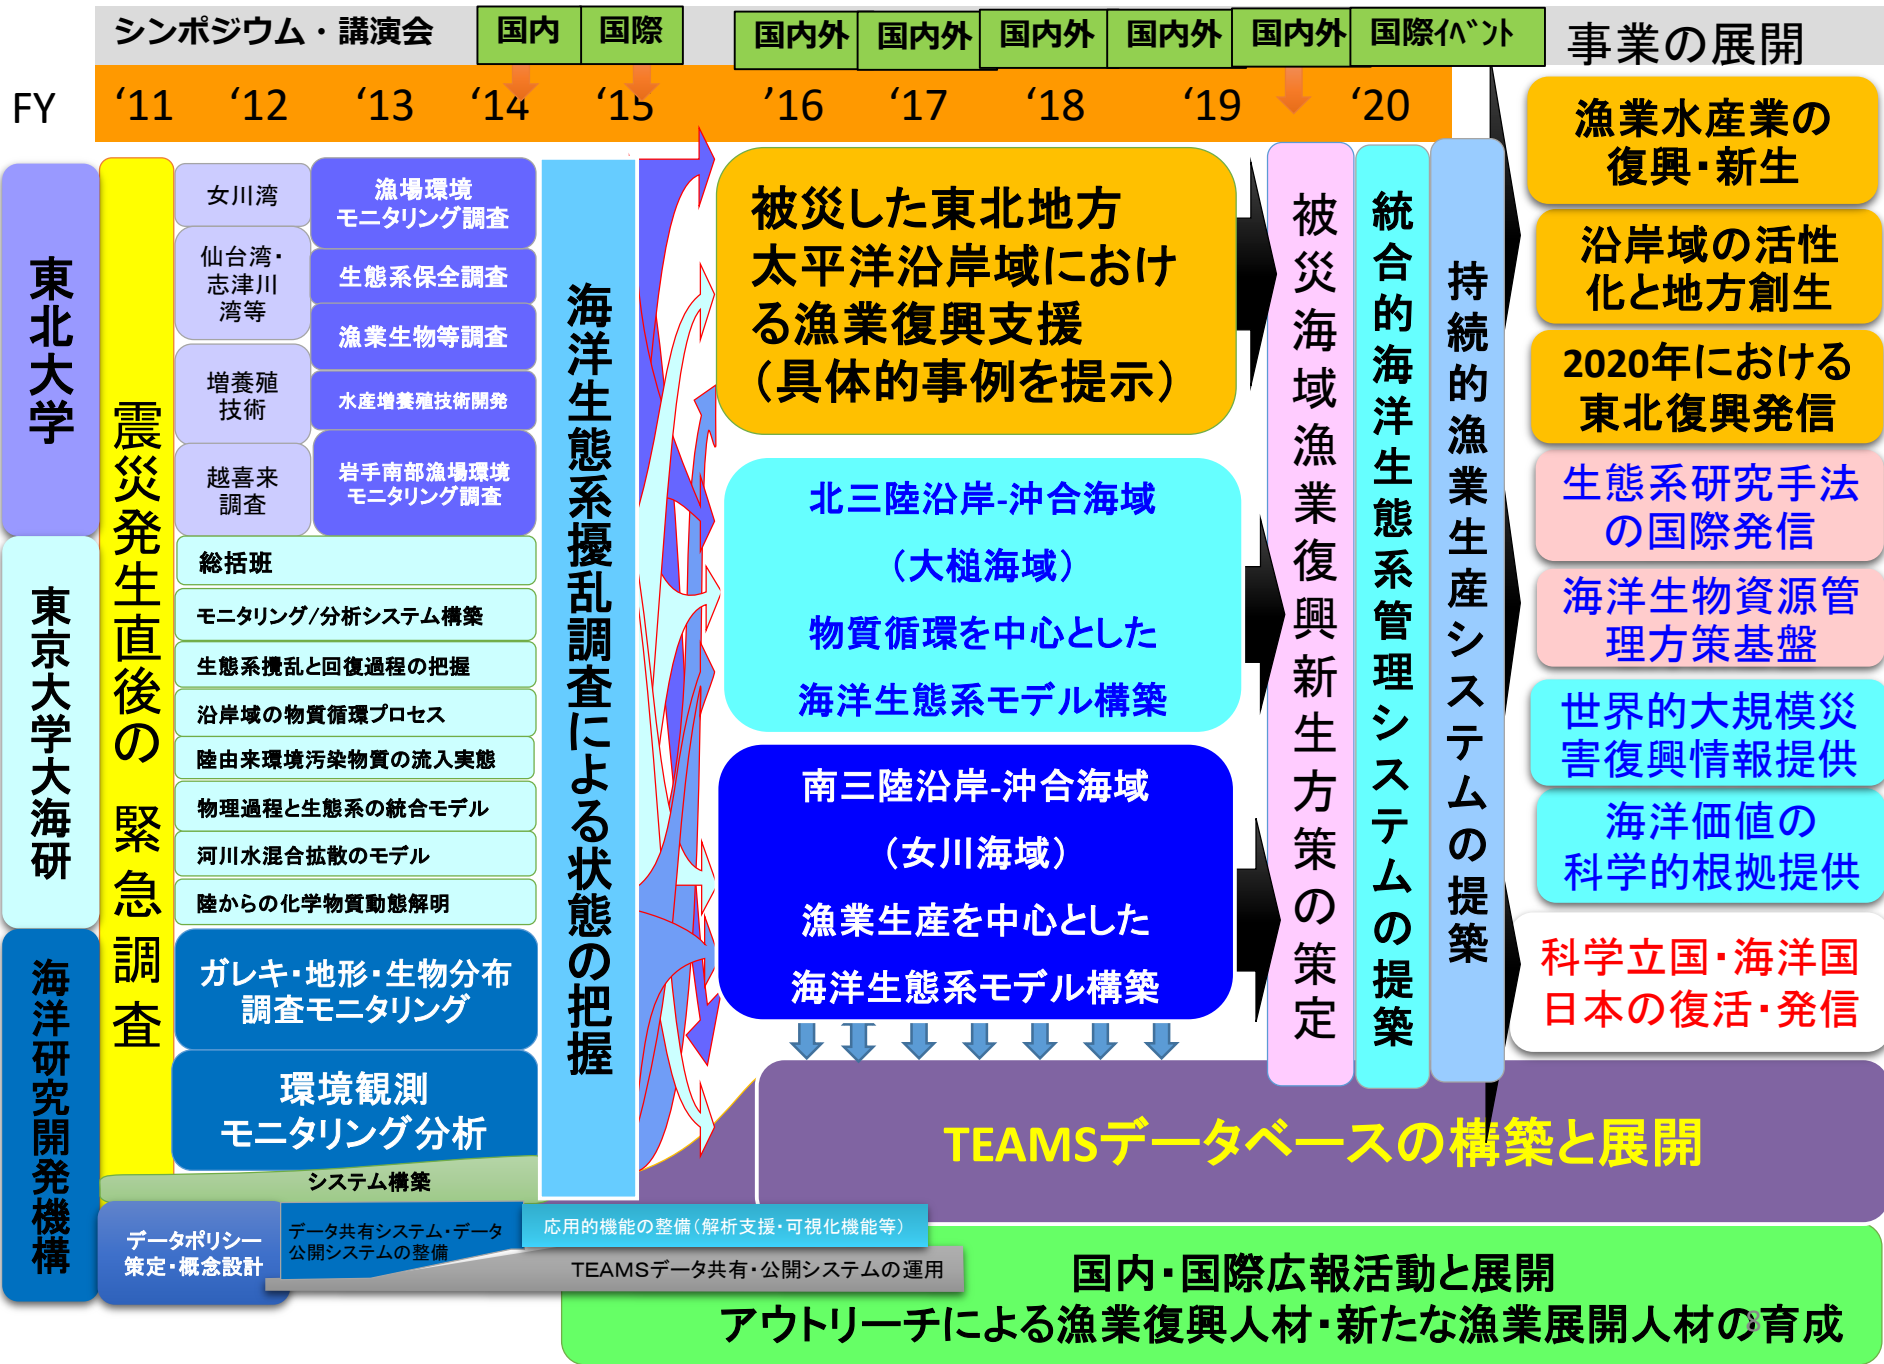 シンポジウム・講演会
国内
国際
国内外
国内外
国内外
国内外
国内外
国際ｲﾍﾞﾝﾄ
事業の展開
FY
‘11
‘12
‘13
‘14
‘15
’16
‘17
‘18
‘19
‘20
東北大学
東京大学大海研
海洋研究開発機構
震災発生直後の 緊急調査
女川湾
仙台湾・
志津川
湾等
増養殖
技術
越喜来
調査
漁場環境
モニタリング調査
生態系保全調査
漁業生物等調査
水産増養殖技術開発
岩手南部漁場環境
モニタリング調査
総括班
モニタリング/分析システム構築
生態系攪乱と回復過程の把握
沿岸域の物質循環プロセス
陸由来環境汚染物質の流入実態
物理過程と生態系の統合モデル
河川水混合拡散のモデル
陸からの化学物質動態解明
ガレキ・地形・生物分布
調査モニタリング
環境観測
モニタリング分析
システム構築
データポリシー
策定・概念設計
データ共有システム・データ
公開システムの整備
応用的機能の整備（解析支援・可視化機能等）
TEAMSデータ共有・公開システムの運用
海洋生態系擾乱調査による状態の把握
被災した東北地方
太平洋沿岸域におけ
る漁業復興支援
（具体的事例を提示）
北三陸沿岸-沖合海域
（大槌海域）
物質循環を中心とした
海洋生態系モデル構築
南三陸沿岸-沖合海域
（女川海域）
漁業生産を中心とした
海洋生態系モデル構築
被災海域漁業復興新生方策の策定
統合的海洋生態系管理システムの提築
持続的漁業生産システムの提築
漁業水産業の
復興・新生
沿岸域の活性
化と地方創生
2020年における
東北復興発信
生態系研究手法
の国際発信
海洋生物資源管
理方策基盤
世界的大規模災
害復興情報提供
海洋価値の
科学的根拠提供
科学立国・海洋国
日本の復活・発信
TEAMSデータベースの構築と展開
国内・国際広報活動と展開
アウトリーチによる漁業復興人材・新たな漁業展開人材の育成
8